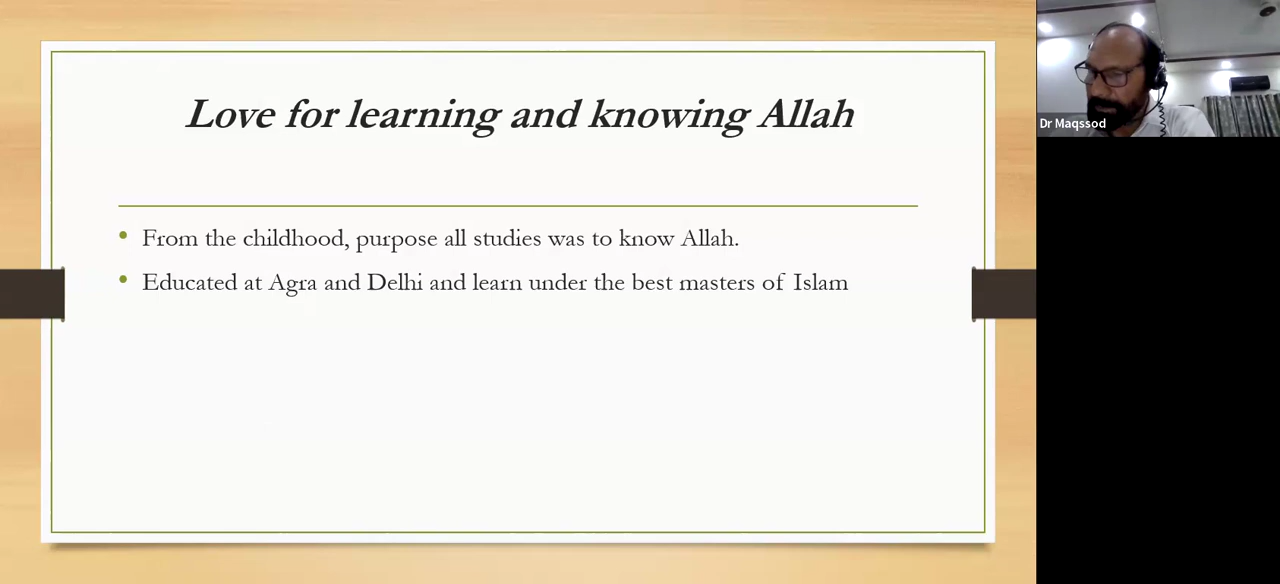 Love for learning and knowing Allah
From the childhood, purpose all studies was to know Allah.
Educated at Agra and Delhi and learn under the best masters of Islam
Dr Maqssod